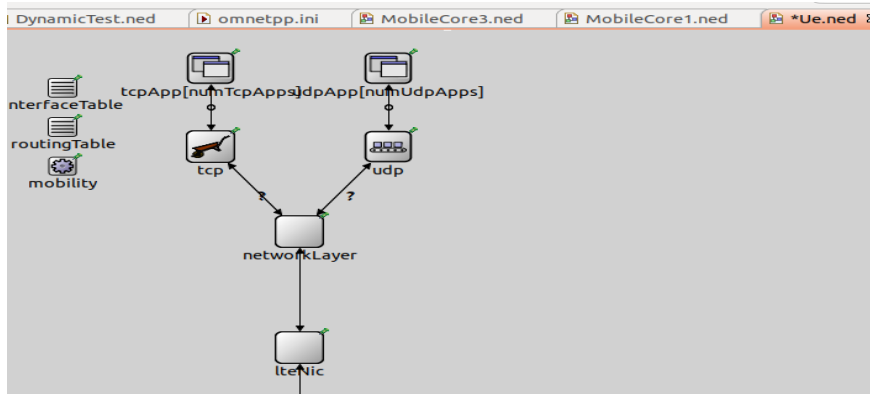 DynamicTest.ned omnetpp.ini MobileCore3.ned MobileCore1.ned *Ue.ned
tcpApp[numTcpApps] udpApp[numUdpApps]
nterfaceTable
routingTable
mobility
tcp
udp
?
?
networkLayer
lteNic